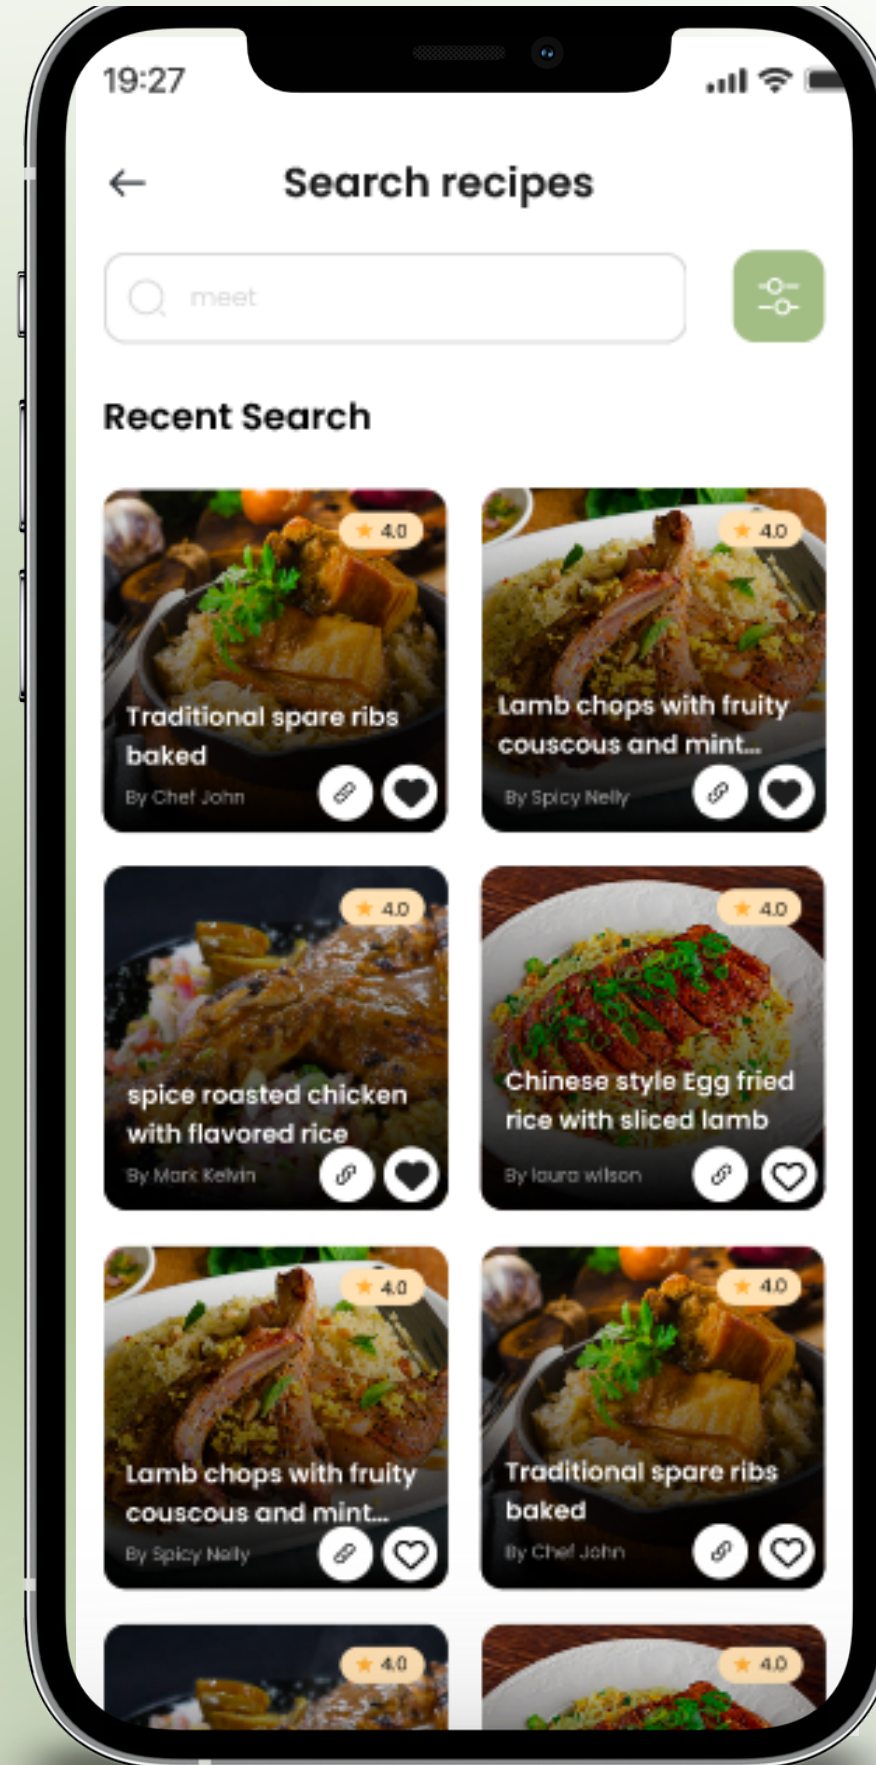 19:27
Search recipes
meet
Recent Search
4.0
4.0
Traditional spare ribs
baked
By Chef John
Lamb chops with fruity
couscous and mint...
By Spicy Nelly
4.0
4.0
spice roasted chicken
with flavored rice
By Mark Kelvin
Chinese style Egg fried
rice with sliced lamb
By laura wilson
4.0
4.0
Lamb chops with fruity
couscous and mint...
By Spicy Nelly
Traditional spare ribs
baked
By Chef John
4.0
4.0